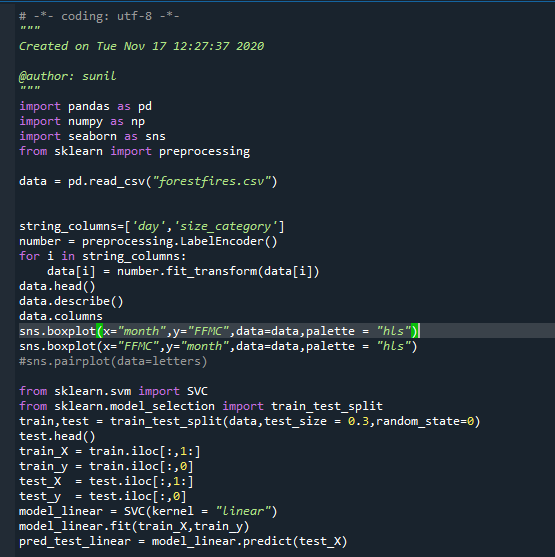 # -*- coding: utf-8 -*-
"""
Created on Tue Nov 17 12:27:37 2020
@author: sunil
"""
import pandas as pd
import numpy as np
import seaborn as sns
from sklearn import preprocessing
data = pd.read_csv("forestfires.csv")
string_columns=['day','size_category']
number = preprocessing.LabelEncoder()
for i in string_columns:
    data[i] = number.fit_transform(data[i])
data.head()
data.describe()
data.columns
sns.boxplot(x="month",y="FFMC",data=data,palette = "hls")
sns.boxplot(x="FFMC",y="month",data=data,palette = "hls")
#sns.pairplot(data=letters)
from sklearn.svm import SVC
from sklearn.model_selection import train_test_split
train,test = train_test_split(data,test_size = 0.3,random_state=0)
test.head()
train_X = train.iloc[:,1:]
train_y = train.iloc[:,0]
test_X  = test.iloc[:,1:]
test_y  = test.iloc[:,0]
model_linear = SVC(kernel = "linear")
model_linear.fit(train_X,train_y)
pred_test_linear = model_linear.predict(test_X)